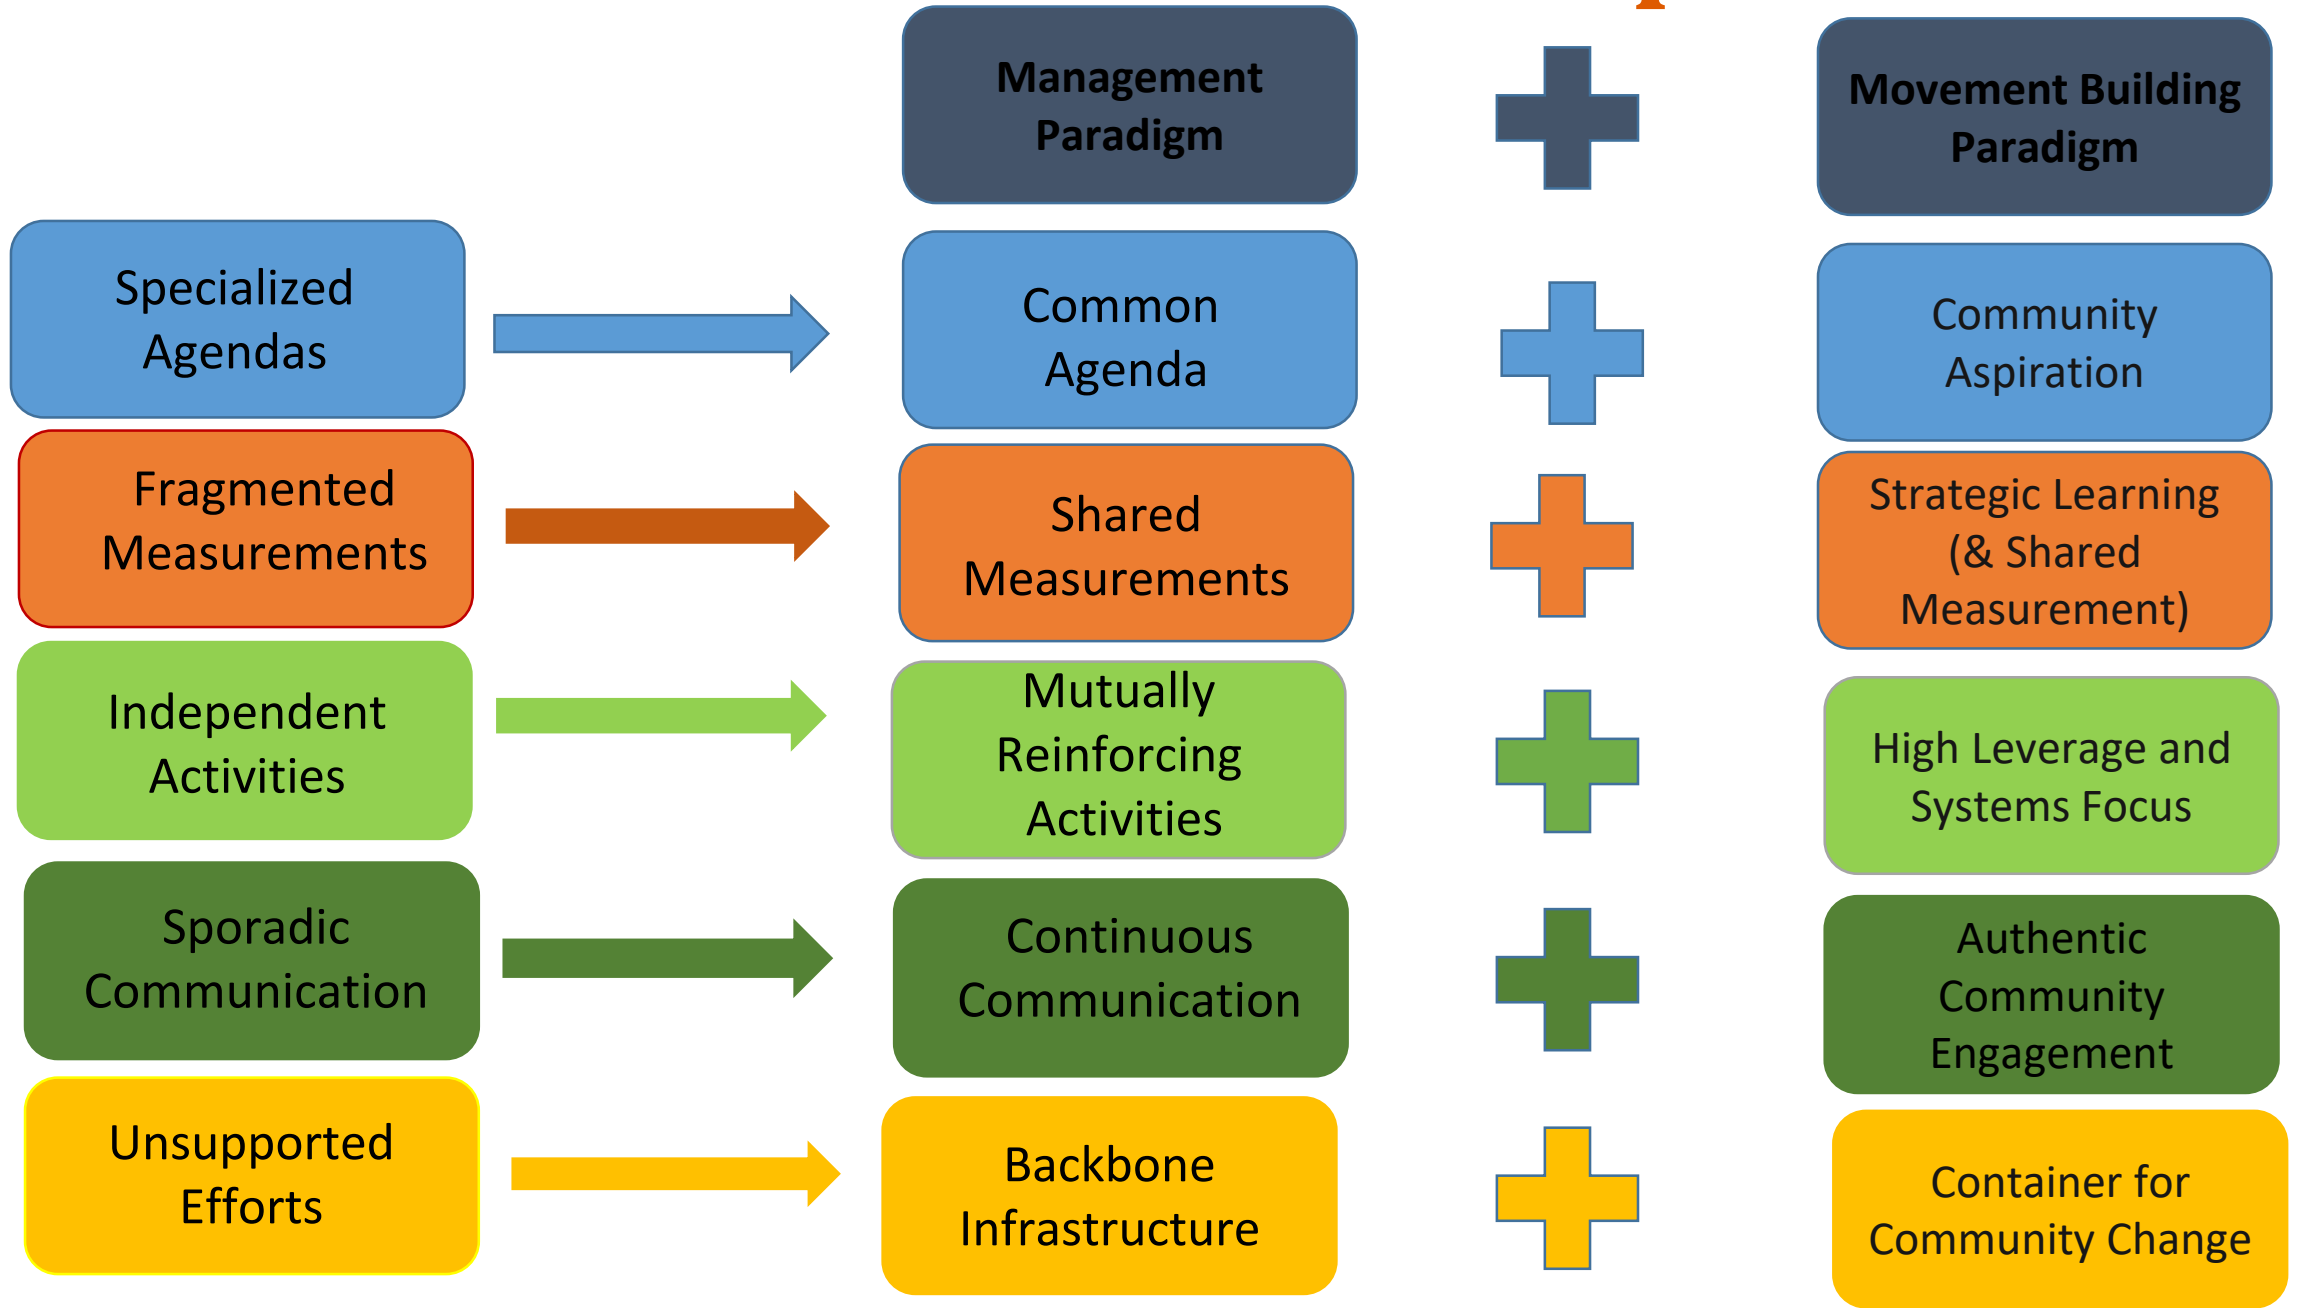 Management
Paradigm
Movement Building
Paradigm
Specialized
Agendas
Common
Agenda
Community
Aspiration
Fragmented
Measurements
Shared
Measurements
Strategic Learning
(& Shared
Measurement)
Independent
Activities
Mutually
Reinforcing
Activities
High Leverage and
Systems Focus
Sporadic
Communication
Continuous
Communication
Authentic
Community
Engagement
Unsupported
Efforts
Backbone
Infrastructure
Container for
Community Change